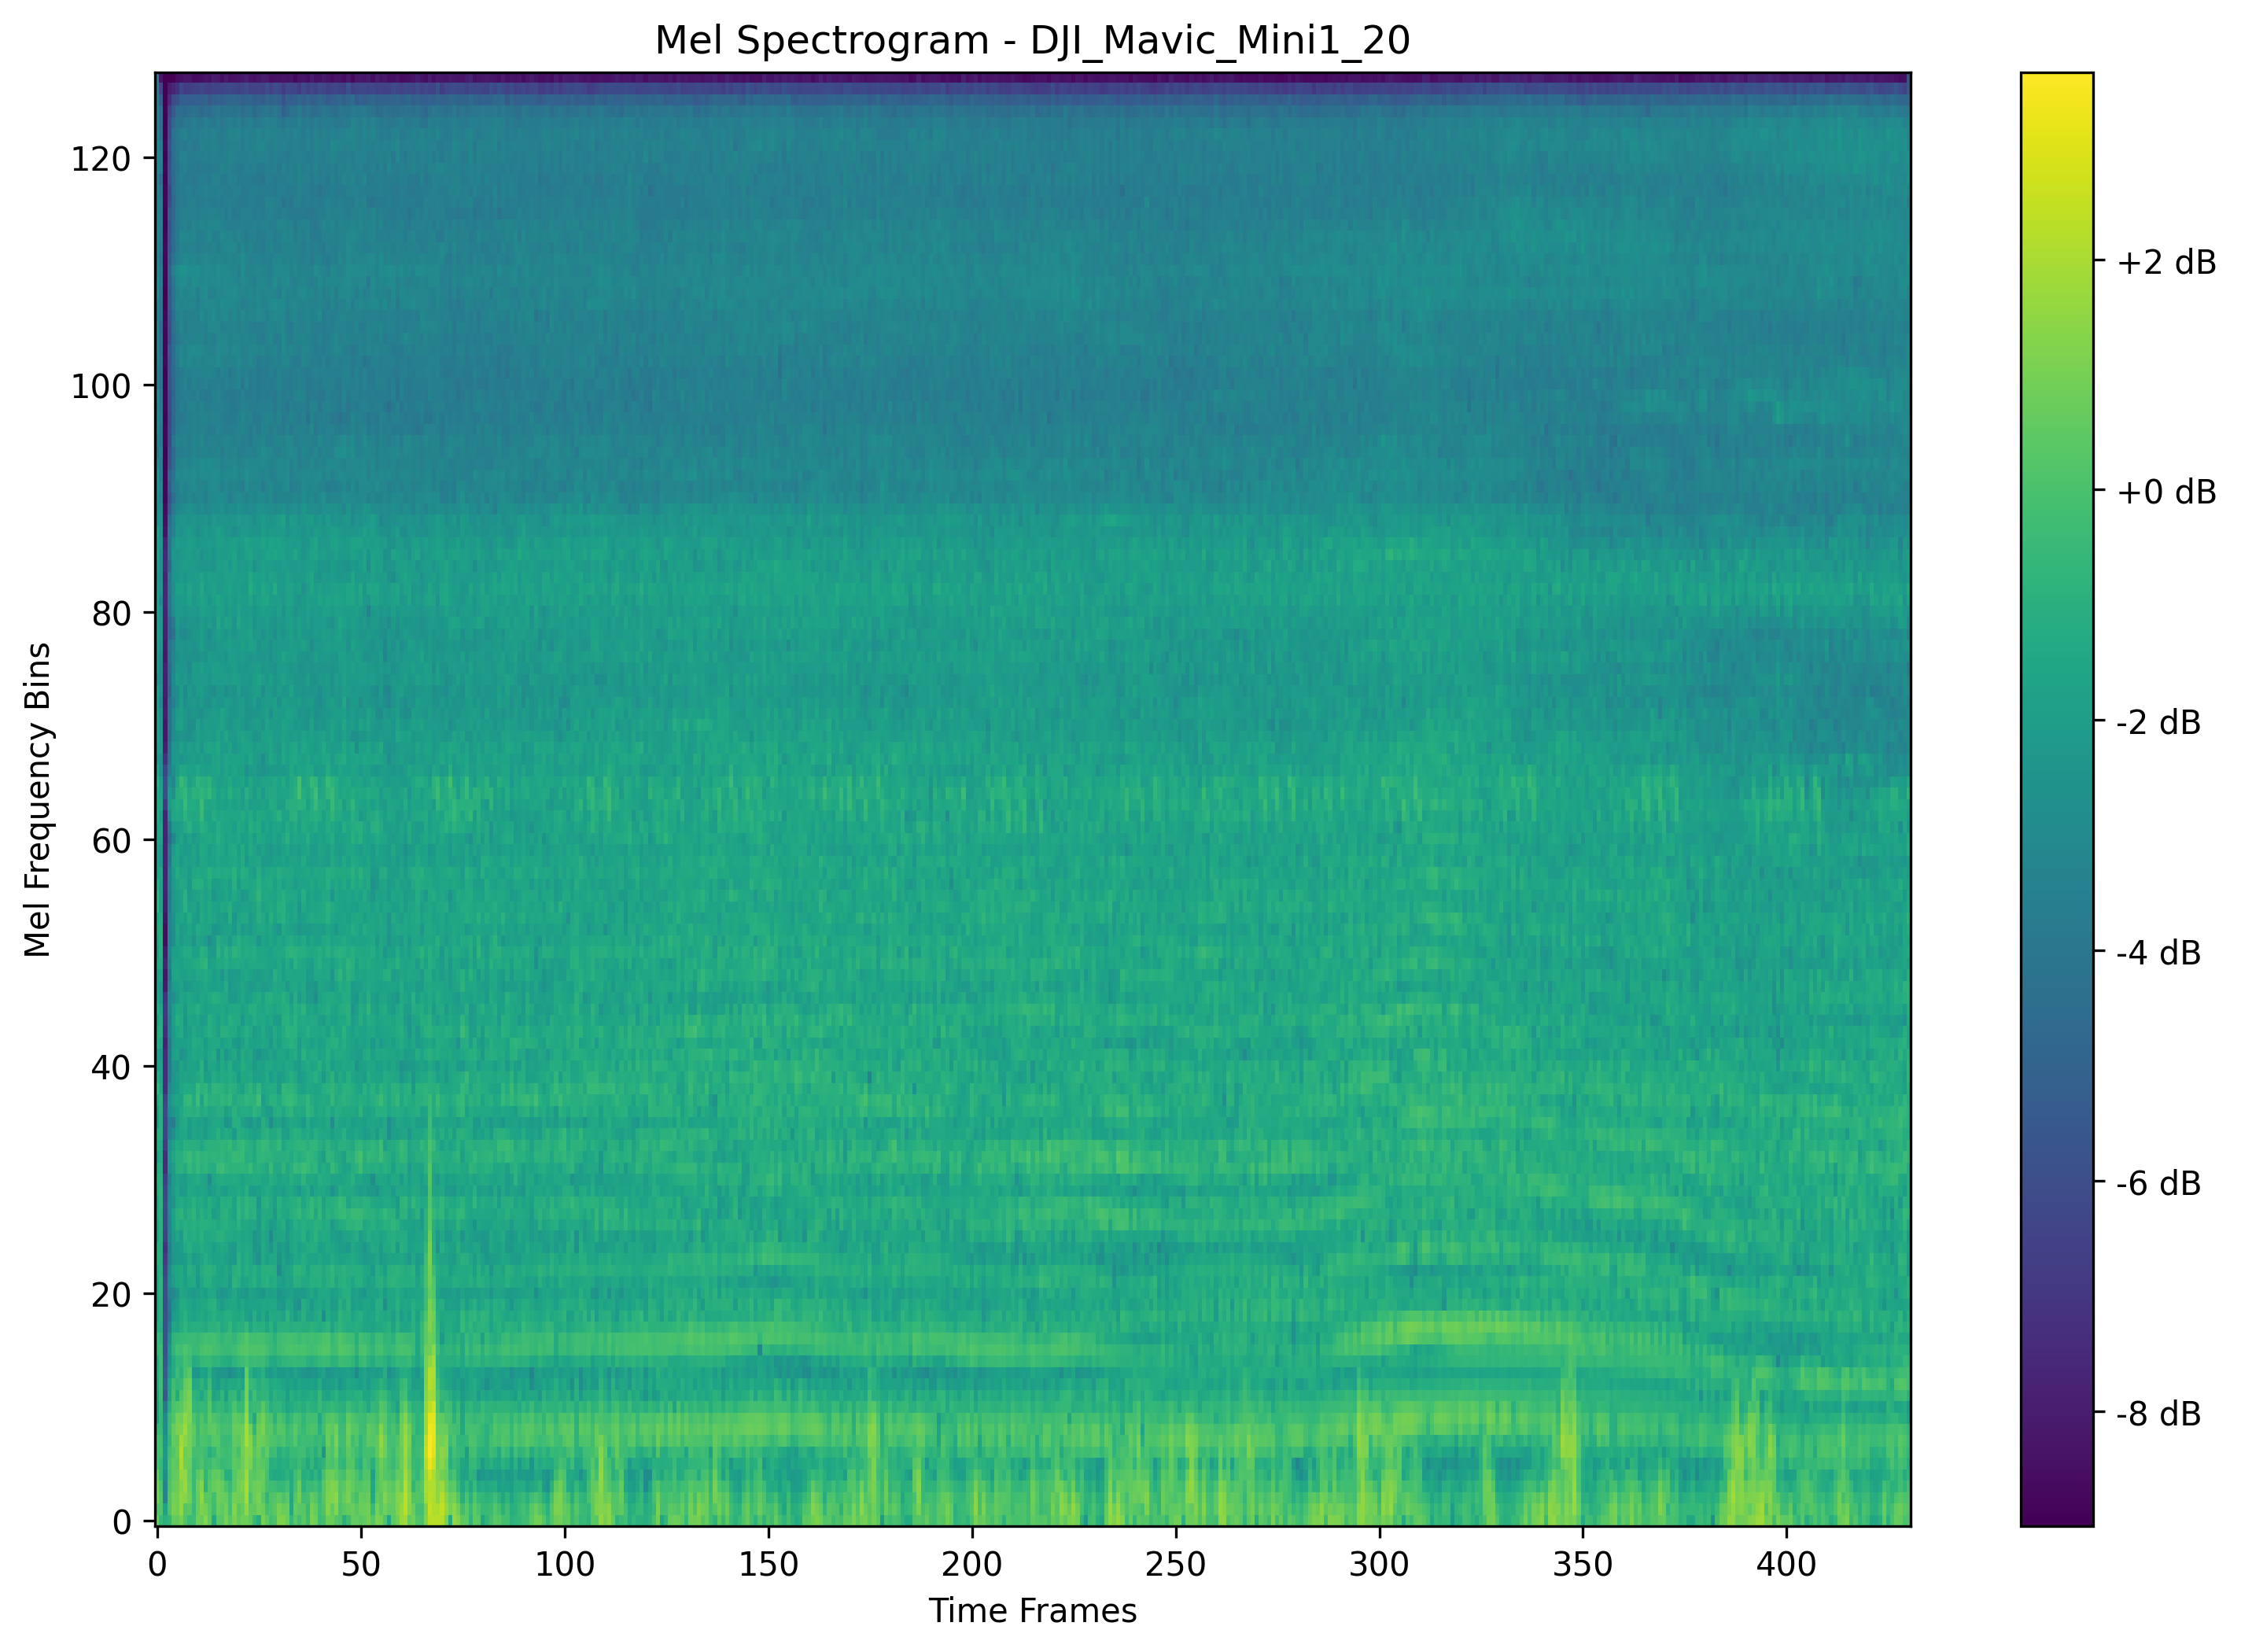 Mel Spectrogram - DJI_Mavic_Mini1_20
Mel Frequency Bins
120
100
80
60
40
20
0
0 50 100 150 200 250 300 350 400
Time Frames
+2 dB
+0 dB
-2 dB
-4 dB
-6 dB
-8 dB